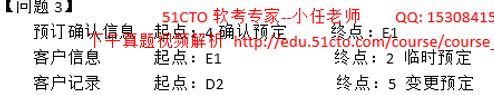 【问题 3】
51CTO 软考专家--小任老师 QQ: 15308415
预订确认信息 起点：4 确认预定 终点：E1
下午真题视频解析 http://edu.51cto.com/course/course_
客户信息 起点：E1 终点：2 临时预定
客户记录 起点：D2 终点：5 变更预定